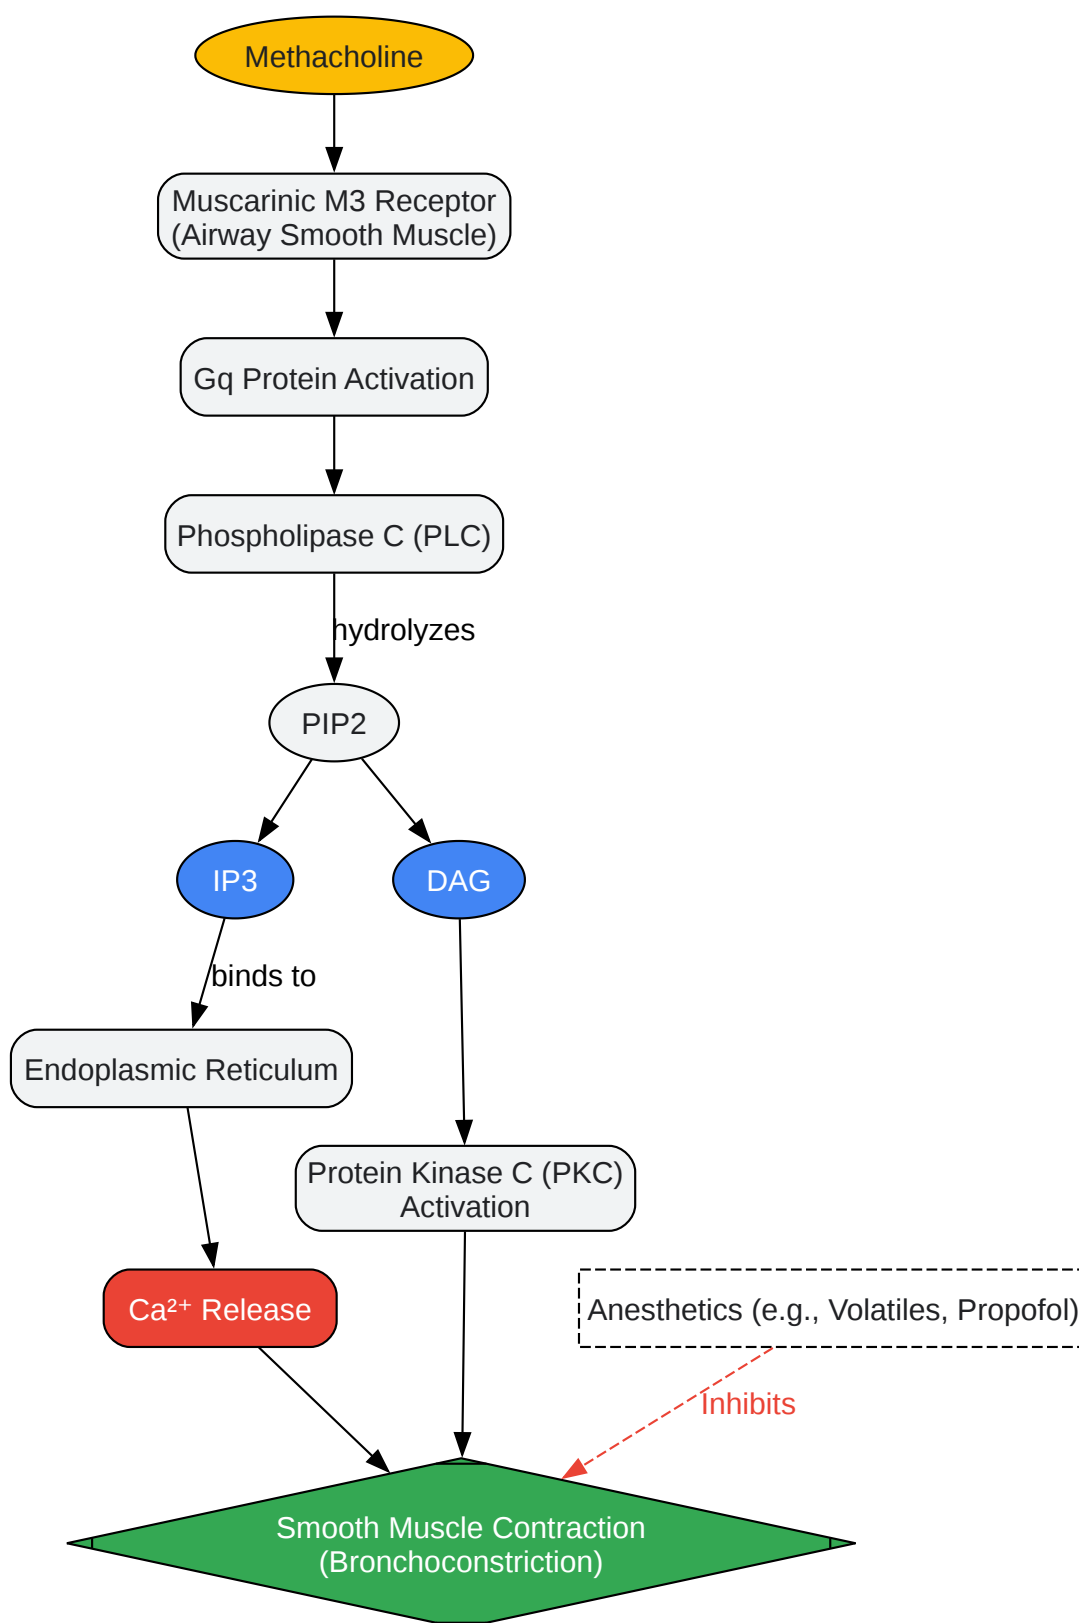 Methacholine
Muscarinic M3 Receptor
(Airway Smooth Muscle)
Gq Protein Activation
Phospholipase C (PLC)
hydrolyzes
PIP2
IP3
DAG
binds to
Endoplasmic Reticulum
Protein Kinase C (PKC)
Activation
Ca²⁺ Release
Anesthetics (e.g., Volatiles, Propofol)
Inhibits
Smooth Muscle Contraction
(Bronchoconstriction)